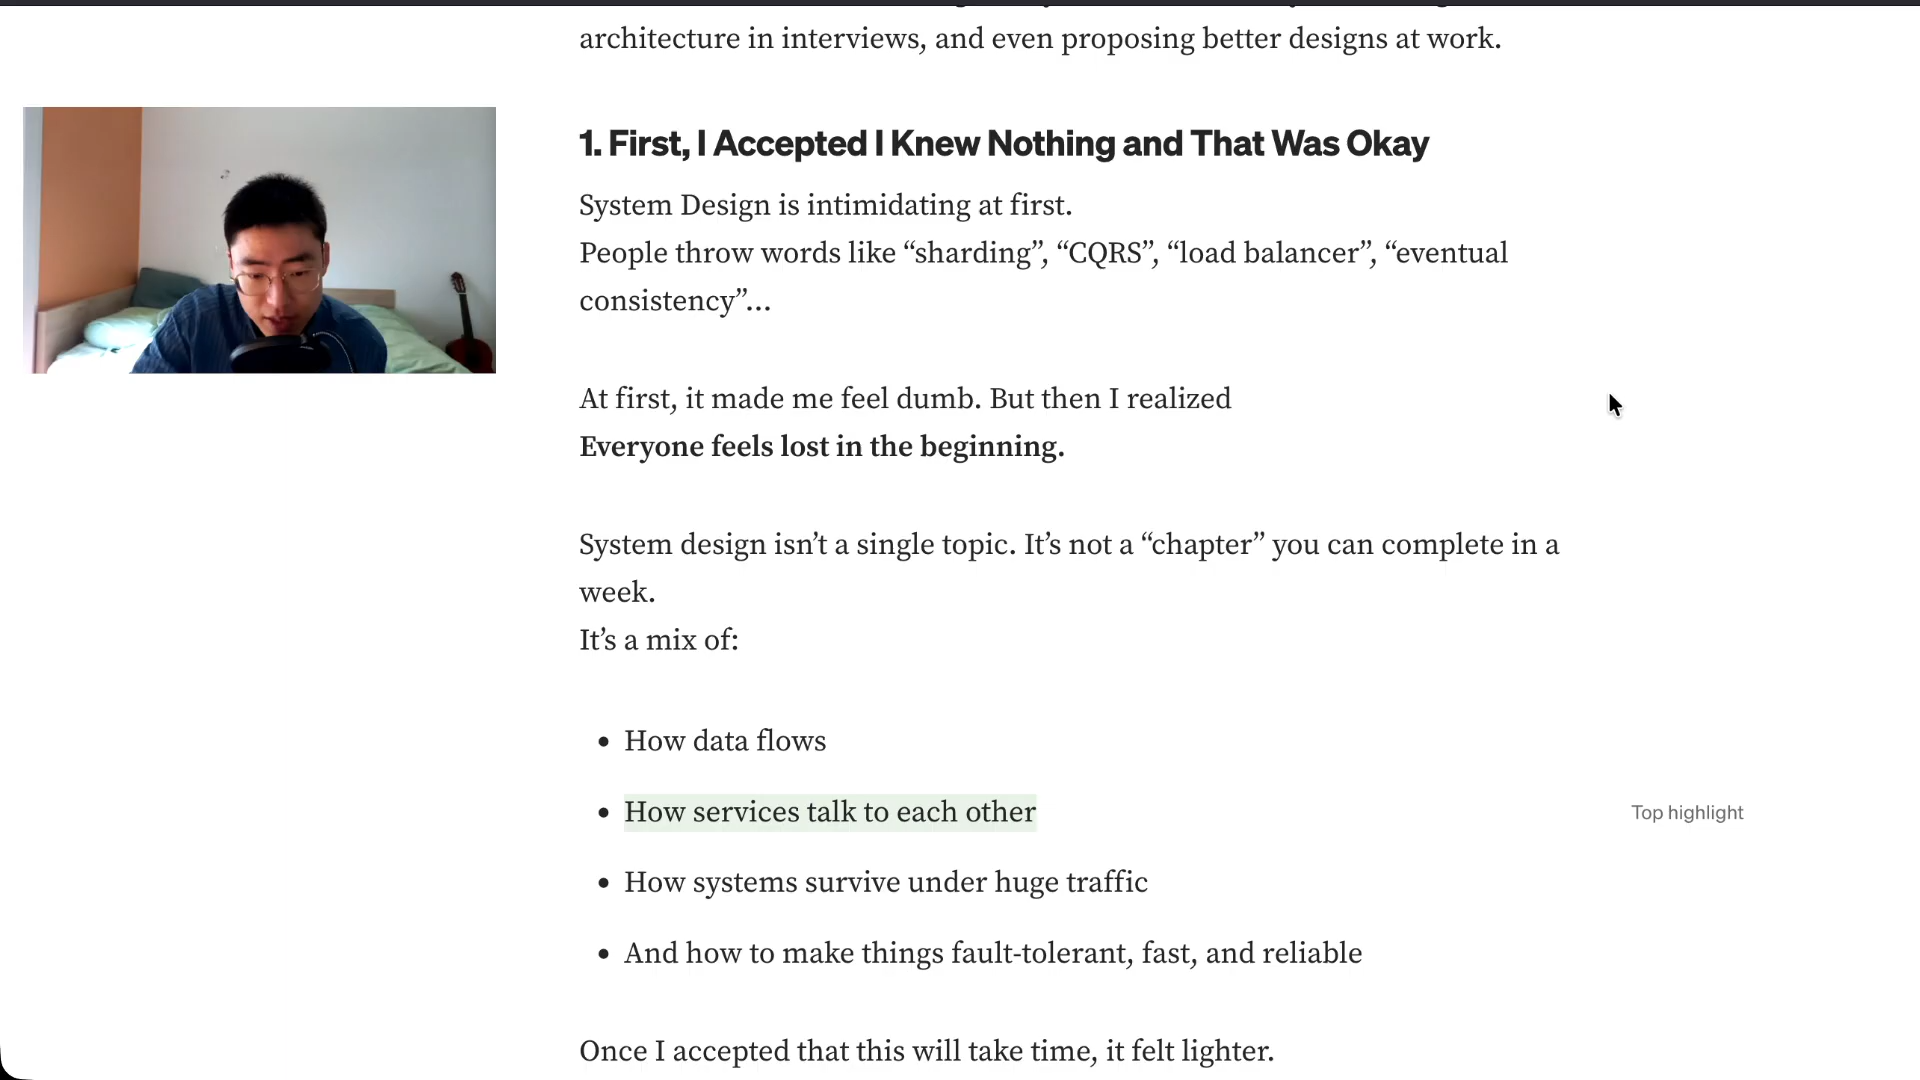 architecture in interviews, and even proposing better designs at work.
1. First, I Accepted I Knew Nothing and That Was Okay
System Design is intimidating at first.
People throw words like “sharding”, “CQRS”, “load balancer”, “eventual
consistency”…
At first, it made me feel dumb. But then I realized
Everyone feels lost in the beginning.
System design isn’t a single topic. It’s not a “chapter” you can complete in a
week.
It’s a mix of:
• How data flows
• How services talk to each other
Top highlight
• How systems survive under huge traffic
• And how to make things fault-tolerant, fast, and reliable
Once I accepted that this will take time, it felt lighter.